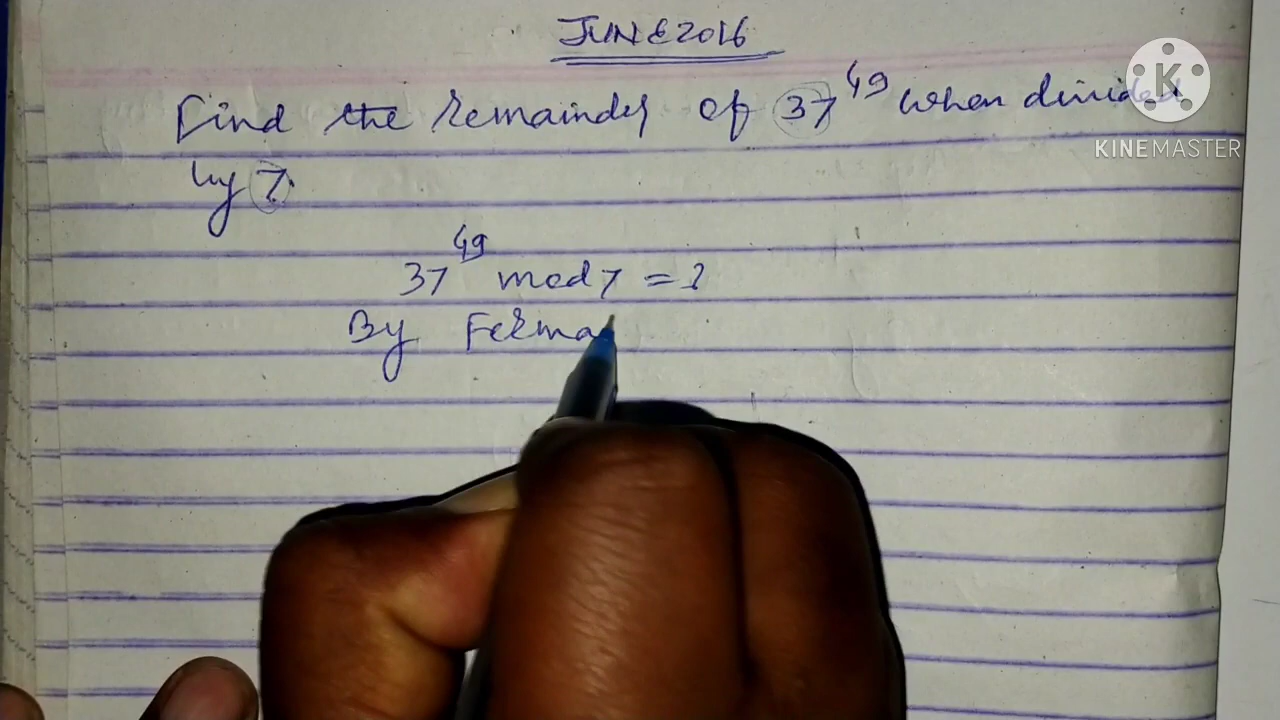 JUNE 2016
Find the remainder of 37^49 when divided
by 7.
37^49 mod 7 = ?
By Ferma
K
KINEMASTER